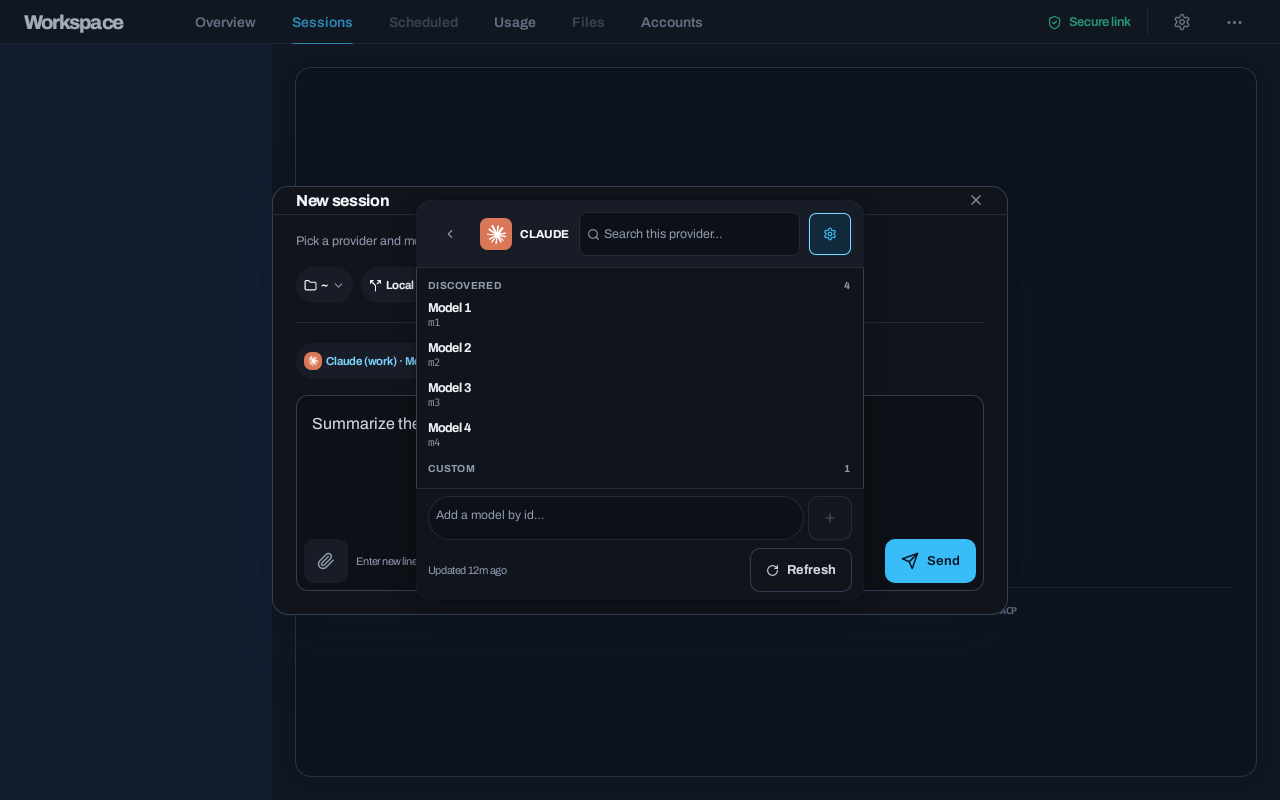 Workspace Overview Sessions Scheduled Usage Files Accounts Secure link
New session
CLAUDE Search this provider...
Pick a provider and
~ Local
DISCOVERED 4
Model 1
m1
Model 2
m2
Claude (work) ·
Model 3
m3
Summarize the
Model 4
m4
CUSTOM 1
Add a model by id...
Enter new line
Updated 12m ago
Refresh
Send
ACP